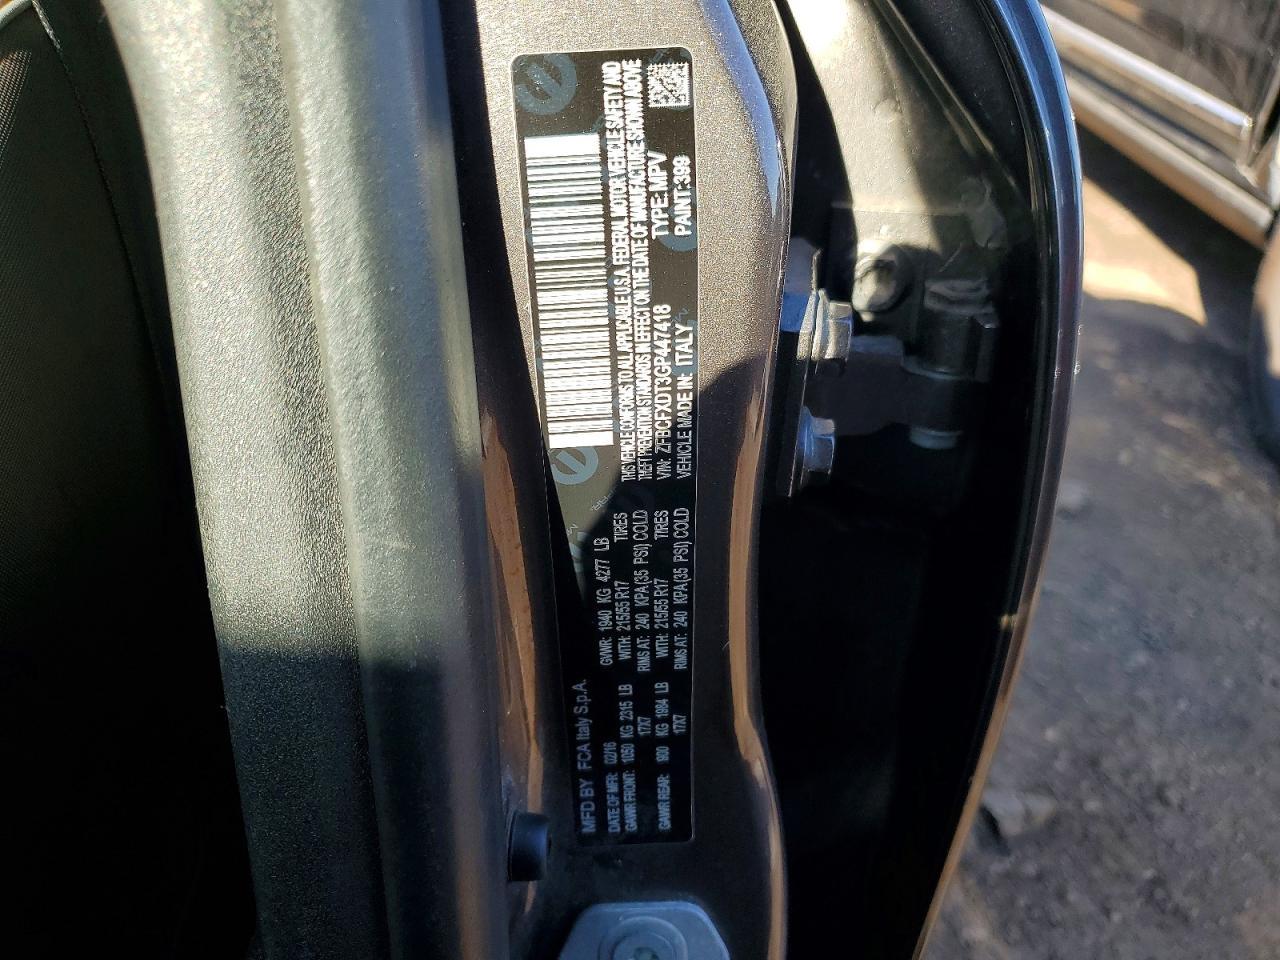 MFD BY FCA Italy S.p.A.
DATE OF MFR: 02/16 GVWR: 1940 KG 4277 LB
GAWR FRONT: 1050 KG 2315 LB WITH: 215/55 R17 TIRES
17X7 RIMS AT: 240 KPA(35 PSI) COLD
GAWR REAR: 900 KG 1984 LB WITH: 215/55 R17 TIRES
17X7 RIMS AT: 240 KPA(35 PSI) COLD
THIS VEHICLE CONFORMS TO ALL APPLICABLE U.S.A. FEDERAL MOTOR VEHICLE SAFETY AND
THEFT PREVENTION STANDARDS IN EFFECT ON THE DATE OF MANUFACTURE SHOWN ABOVE
VIN: ZFBCFXDT3GP447418 TYPE: MPV
VEHICLE MADE IN: ITALY PAINT:399